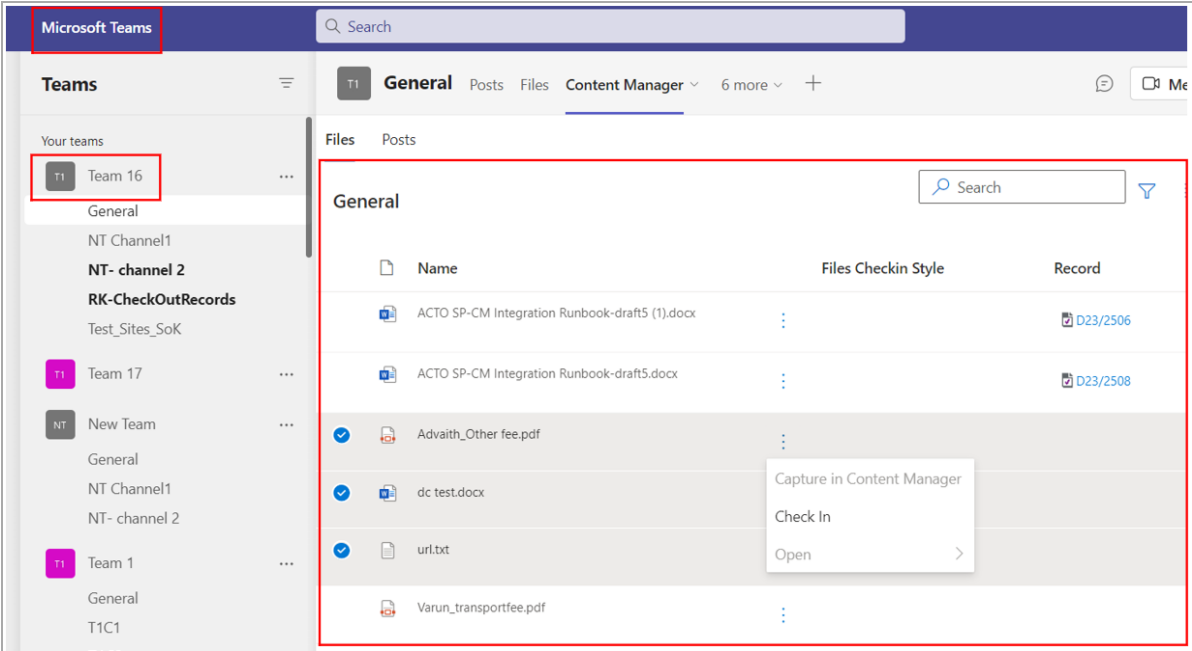 Microsoft Teams
Search
Teams
Your teams
T1 Team 16 ...
General
NT Channel1
NT- channel 2
RK-CheckOutRecords
Test_Sites_SoK
T1 Team 17 ...
NT New Team ...
General
NT Channel1
NT- channel 2
T1 Team 1 ...
General
T1C1
T1 General Posts Files Content Manager 6 more + Me
Files Posts
General
Search
Name Files Checkin Style Record
ACTO SP-CM Integration Runbook-draft5 (1).docx D23/2506
ACTO SP-CM Integration Runbook-draft5.docx D23/2508
Advaith_Other fee.pdf
dc test.docx
url.txt
Varun_transportfee.pdf
Capture in Content Manager
Check In
Open